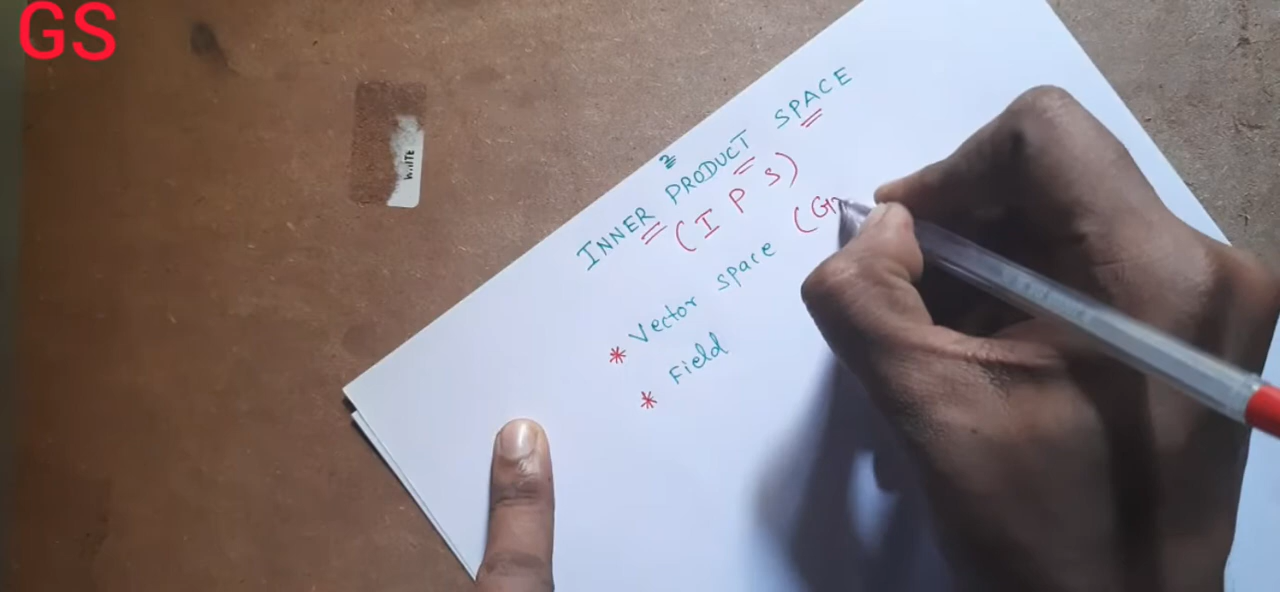 GS
WHITE
INNER PRODUCT SPACE
(I P S)
* Vector space
* Field